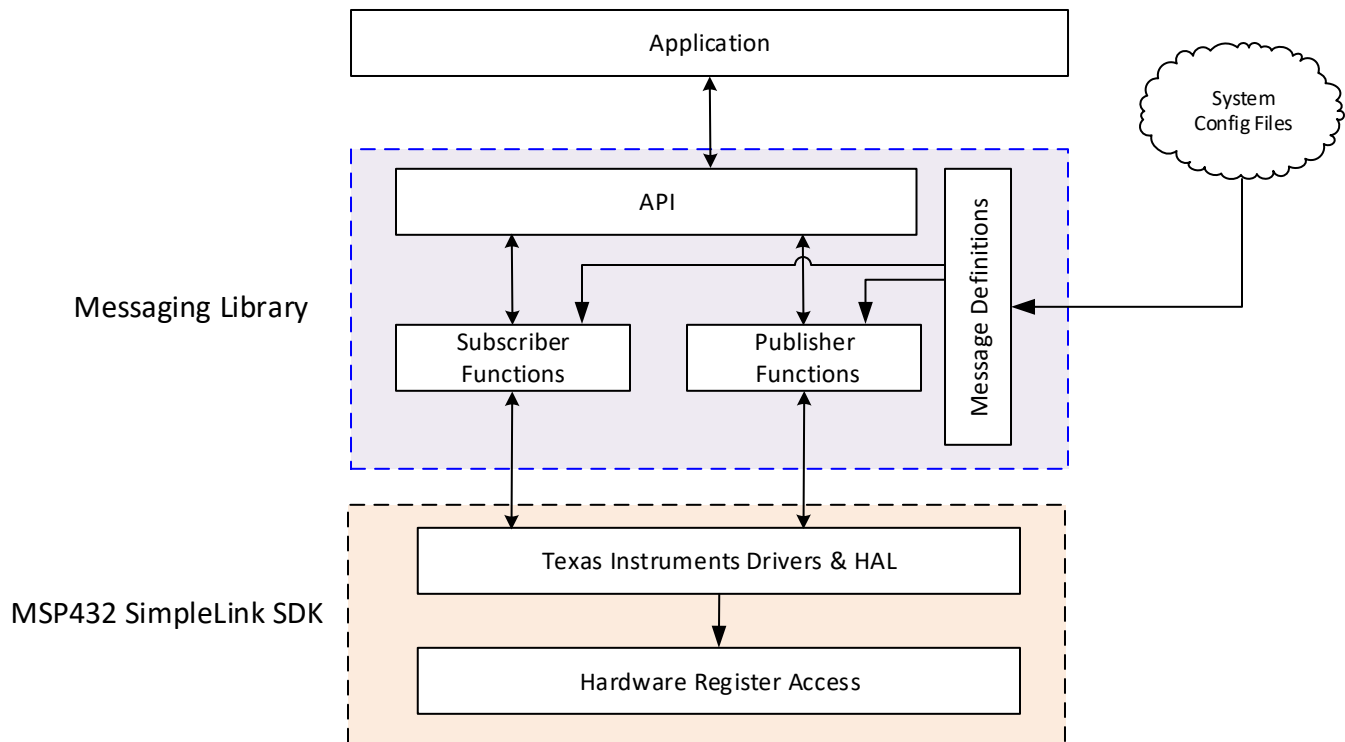 Application
System
Config Files
API
Message Definitions
Messaging Library
Subscriber
Functions
Publisher
Functions
Texas Instruments Drivers & HAL
MSP432 SimpleLink SDK
Hardware Register Access